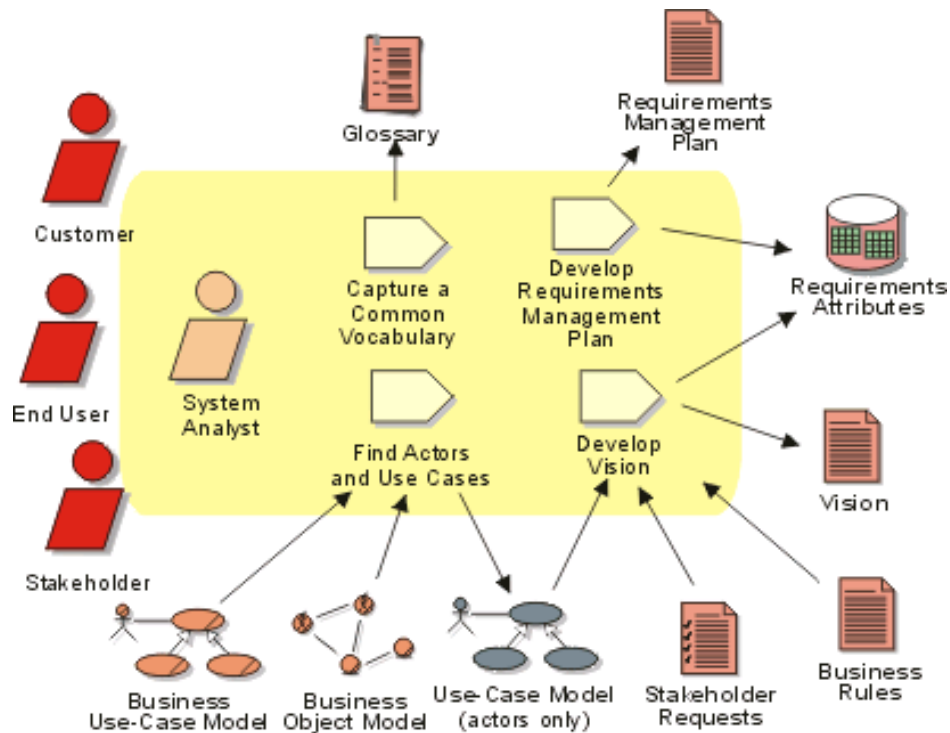 Glossary
Requirements
Management
Plan
Customer
Capture a
Common
Vocabulary
Develop
Requirements
Management
Plan
Requirements
Attributes
End User
System
Analyst
Find Actors
and Use Cases
Develop
Vision
Vision
Stakeholder
Business
Use-Case Model
Business
Object Model
Use-Case Model
(actors only)
Stakeholder
Requests
Business
Rules